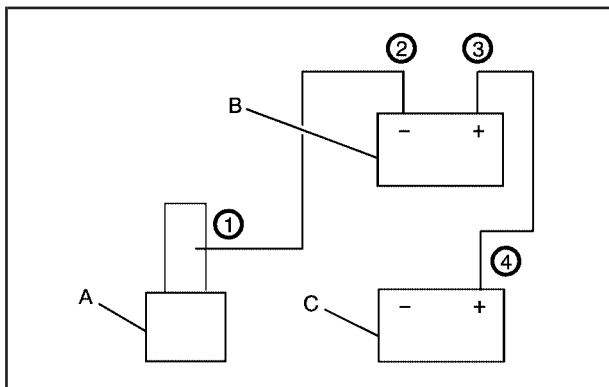 ② ③
B
− +
①
④
A
C
− +